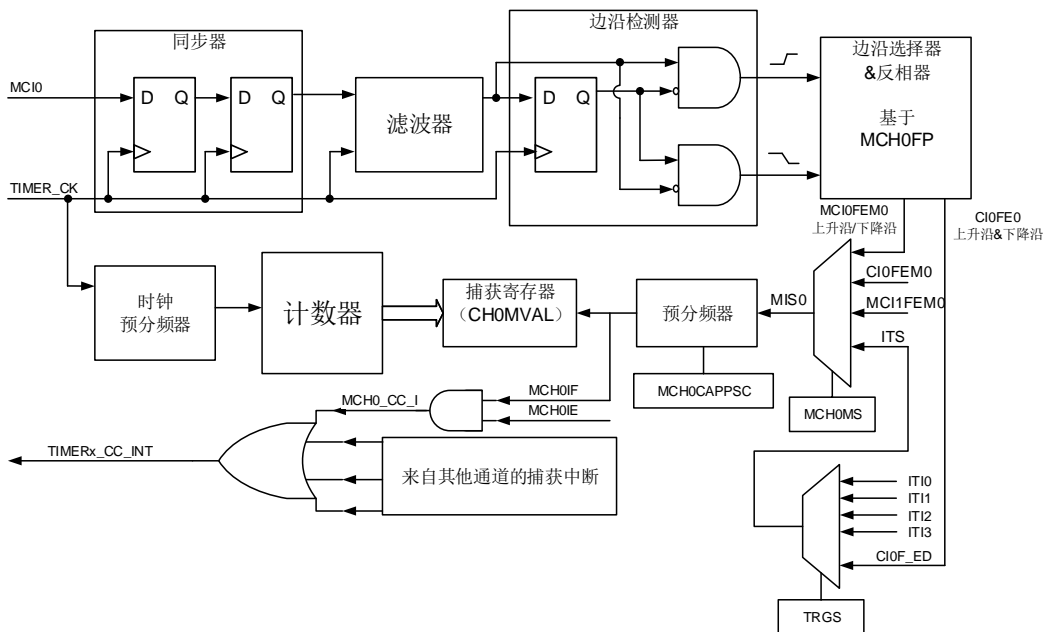 同步器
边沿检测器
MCI0
D Q
D Q
滤波器
D Q
边沿选择器
&反相器
基于
MCH0FP
TIMER_CK
MCI0FEM0
上升沿/下降沿
CI0FE0
上升沿&下降沿
时钟
预分频器
计数器
捕获寄存器
（CH0MVAL）
预分频器
MIS0
CI0FEM0
MCI1FEM0
ITS
MCH0CAPPSC
MCH0MS
MCH0_CC_I
MCH0IF
MCH0IE
TIMERx_CC_INT
来自其他通道的捕获中断
ITI0
ITI1
ITI2
ITI3
CI0F_ED
TRGS